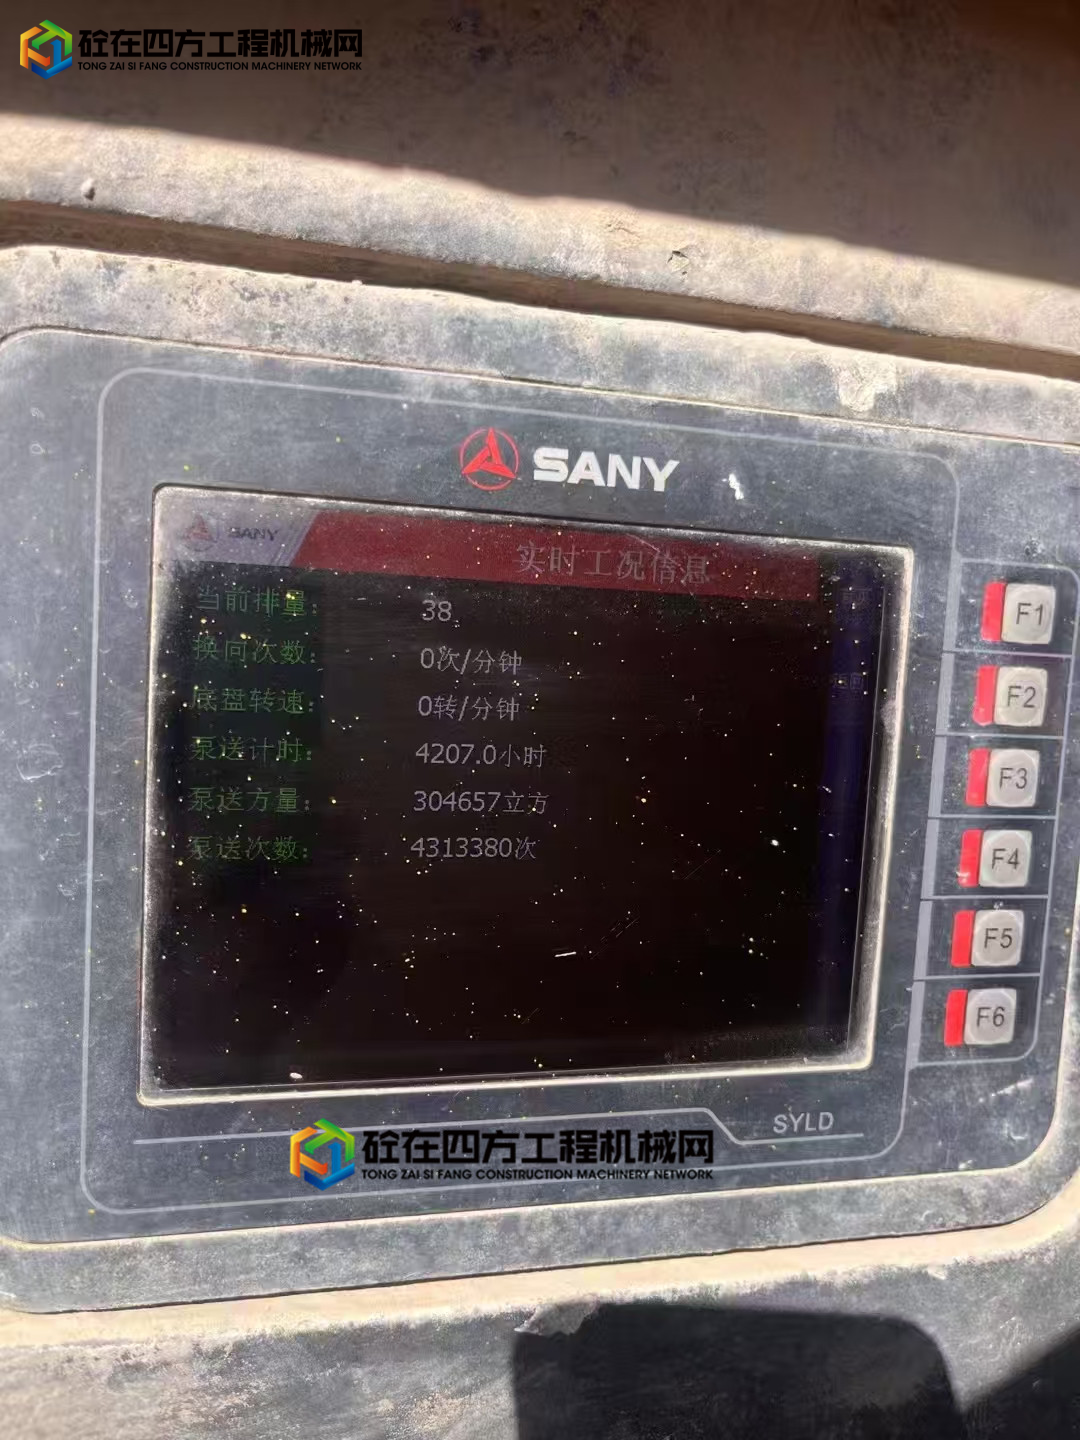 砼在四方工程机械网
TONG ZAI SI FANG CONSTRUCTION MACHINERY NETWORK
SANY
SANY
实时工况信息
当前排量: 38
换向次数: 0次/分钟
底盘转速: 0转/分钟
泵送计时: 4207.0小时
泵送方量: 304657立方
泵送次数: 4313380次
F1
F2
F3
F4
F5
F6
SYLD
砼在四方工程机械网
TONG ZAI SI FANG CONSTRUCTION MACHINERY NETWORK